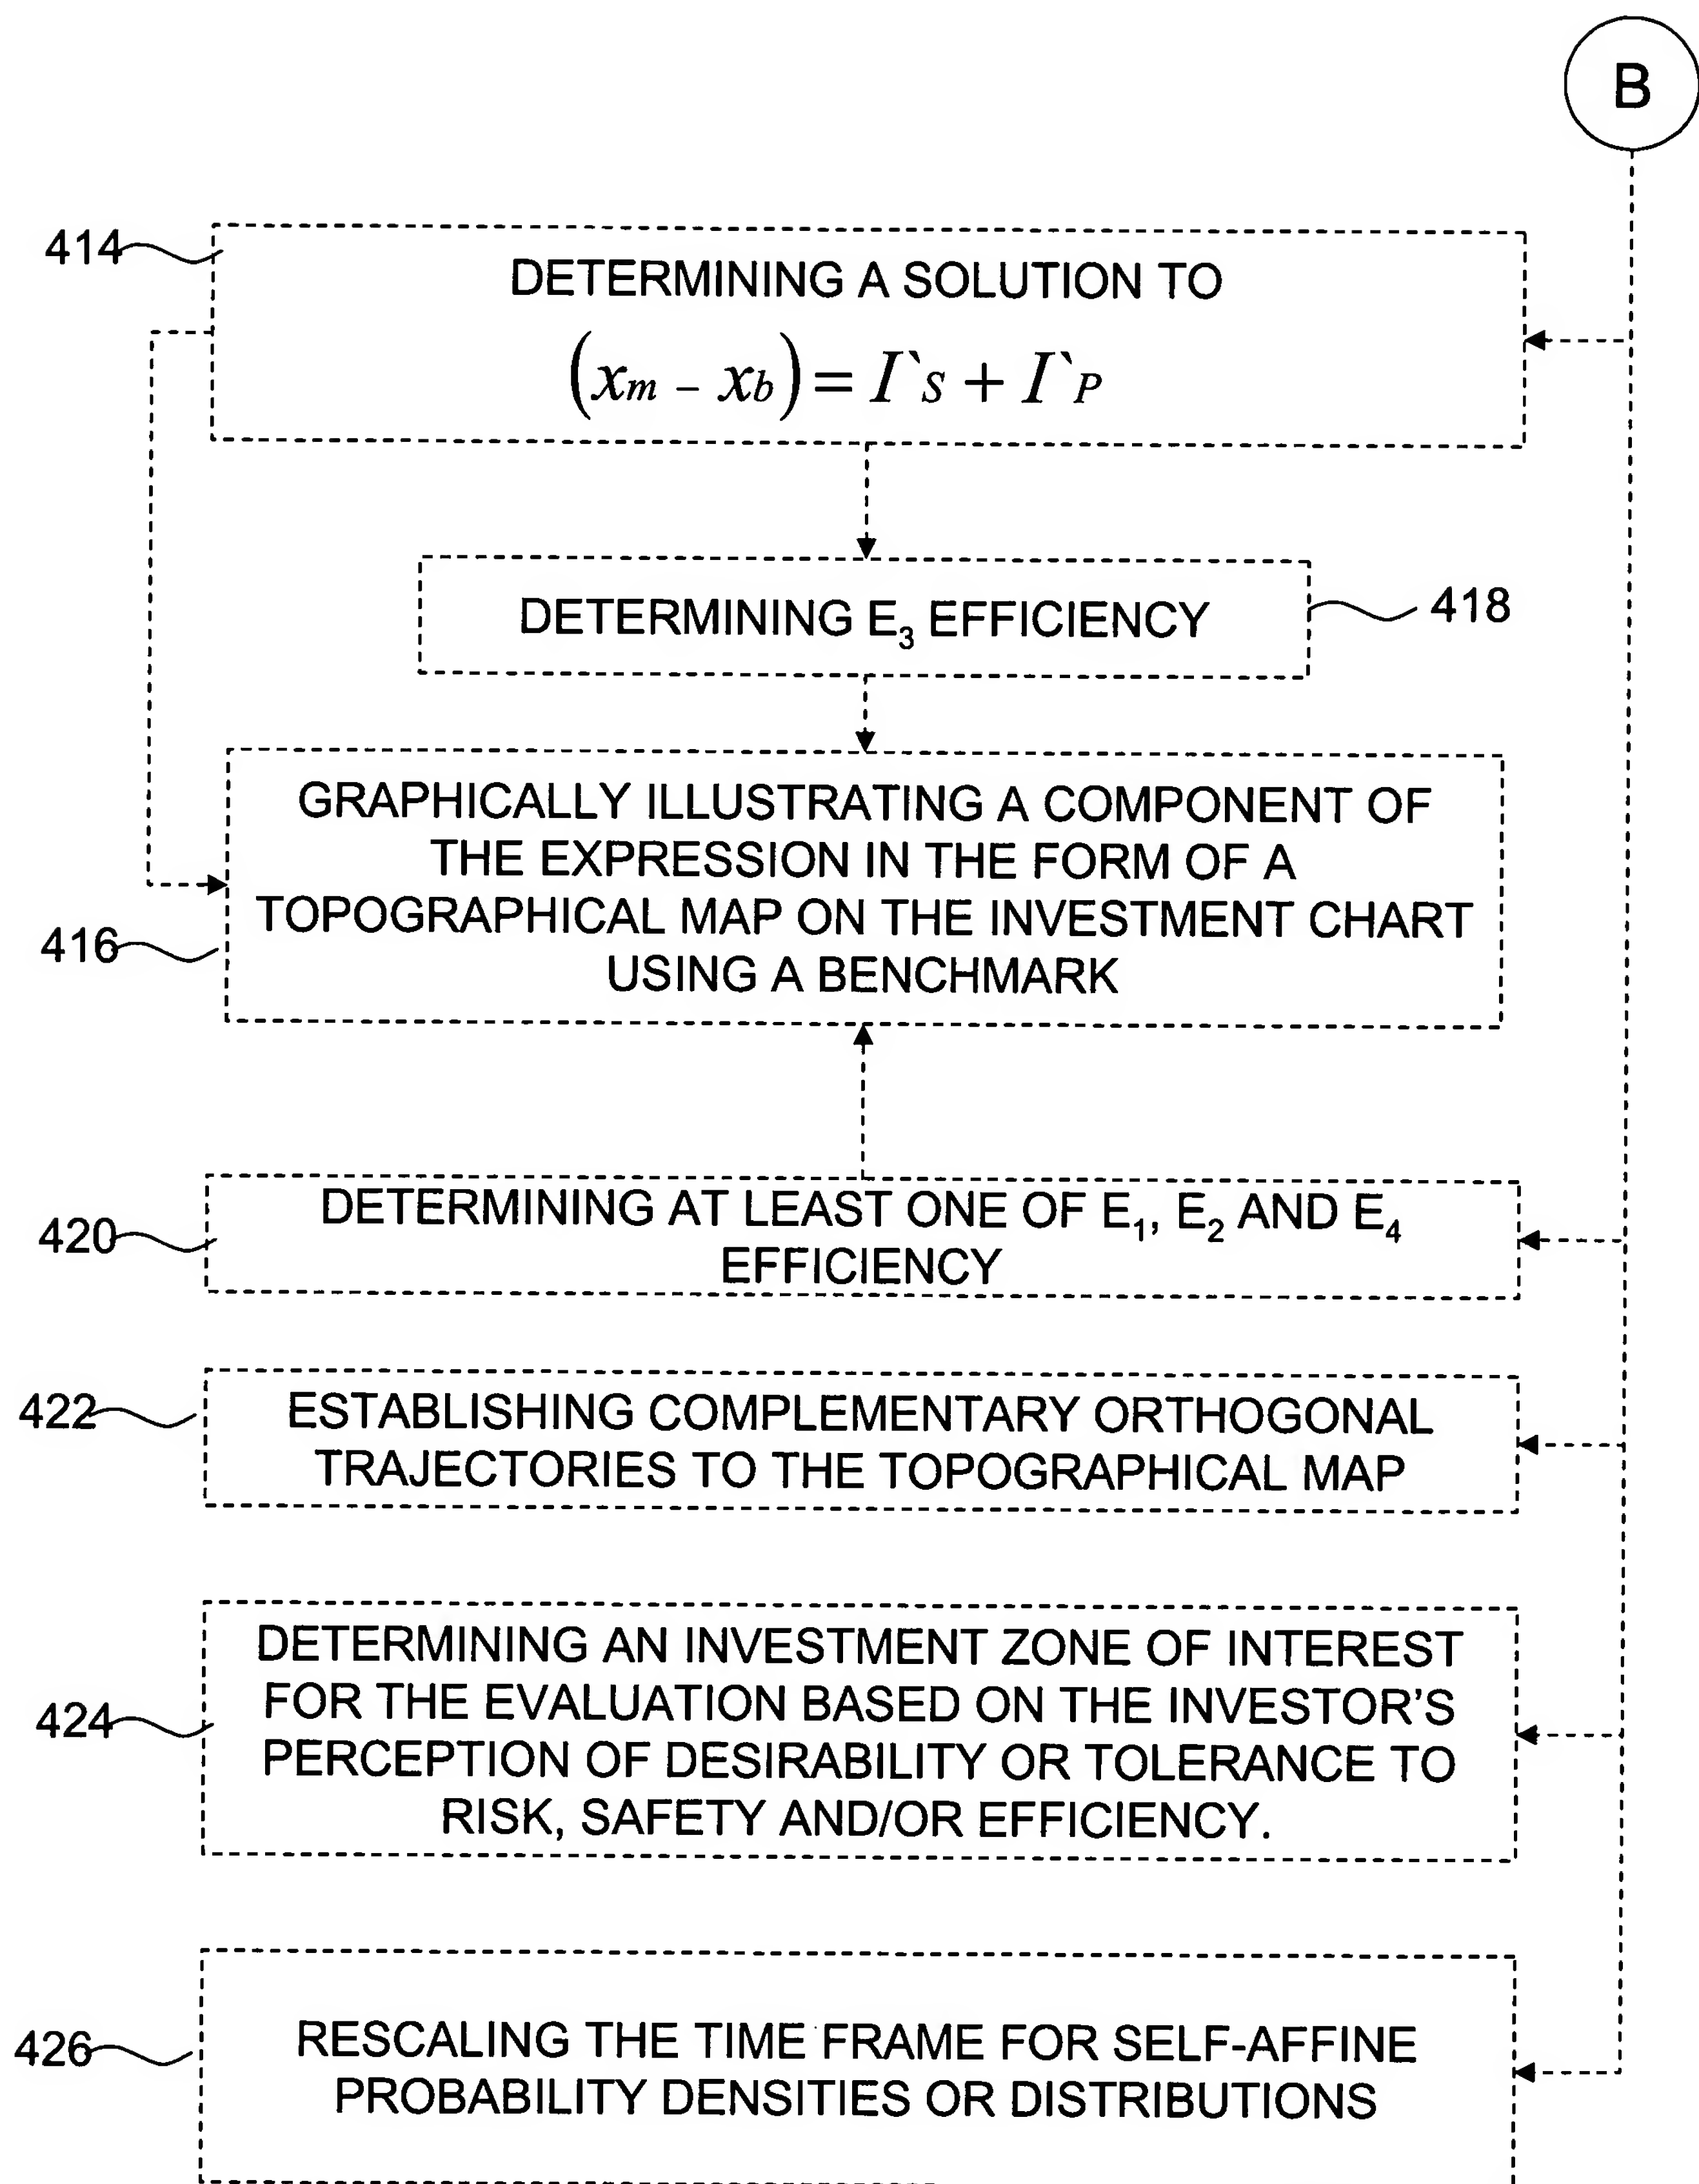 B
414
DETERMINING A SOLUTION TO
(xm - xb) = I`S + I`P
DETERMINING E3 EFFICIENCY
418
GRAPHICALLY ILLUSTRATING A COMPONENT OF
THE EXPRESSION IN THE FORM OF A
TOPOGRAPHICAL MAP ON THE INVESTMENT CHART
USING A BENCHMARK
416
DETERMINING AT LEAST ONE OF E1, E2 AND E4
EFFICIENCY
420
ESTABLISHING COMPLEMENTARY ORTHOGONAL
TRAJECTORIES TO THE TOPOGRAPHICAL MAP
422
DETERMINING AN INVESTMENT ZONE OF INTEREST
FOR THE EVALUATION BASED ON THE INVESTOR'S
PERCEPTION OF DESIRABILITY OR TOLERANCE TO
RISK, SAFETY AND/OR EFFICIENCY.
424
RESCALING THE TIME FRAME FOR SELF-AFFINE
PROBABILITY DENSITIES OR DISTRIBUTIONS
426